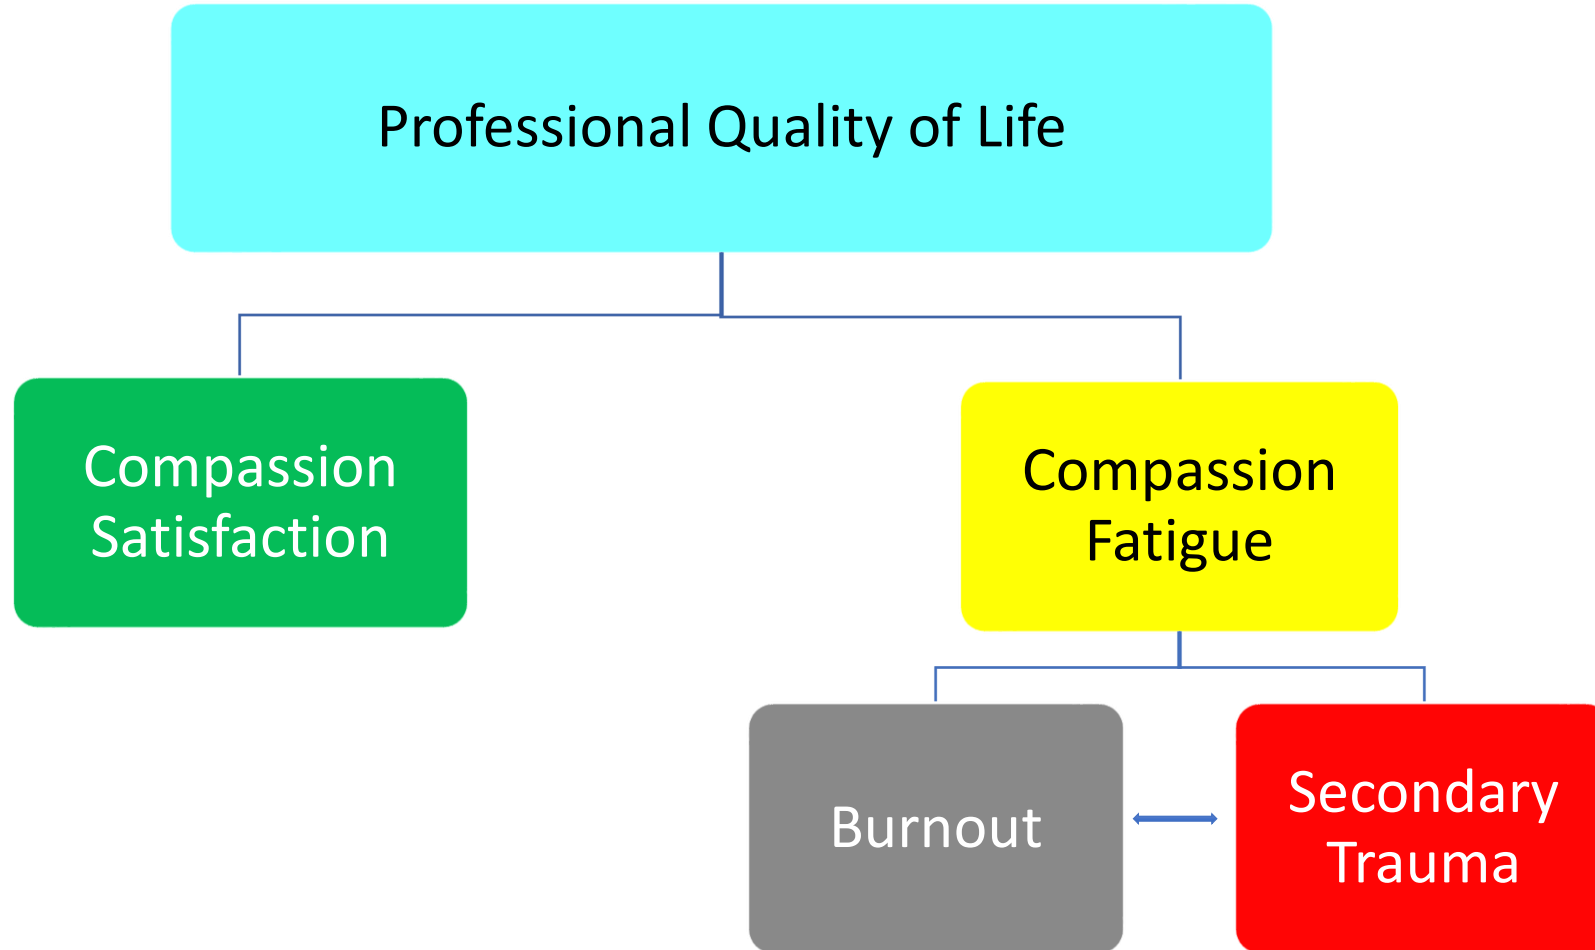 Professional Quality of Life
Compassion
Satisfaction
Compassion
Fatigue
Burnout
Secondary
Trauma